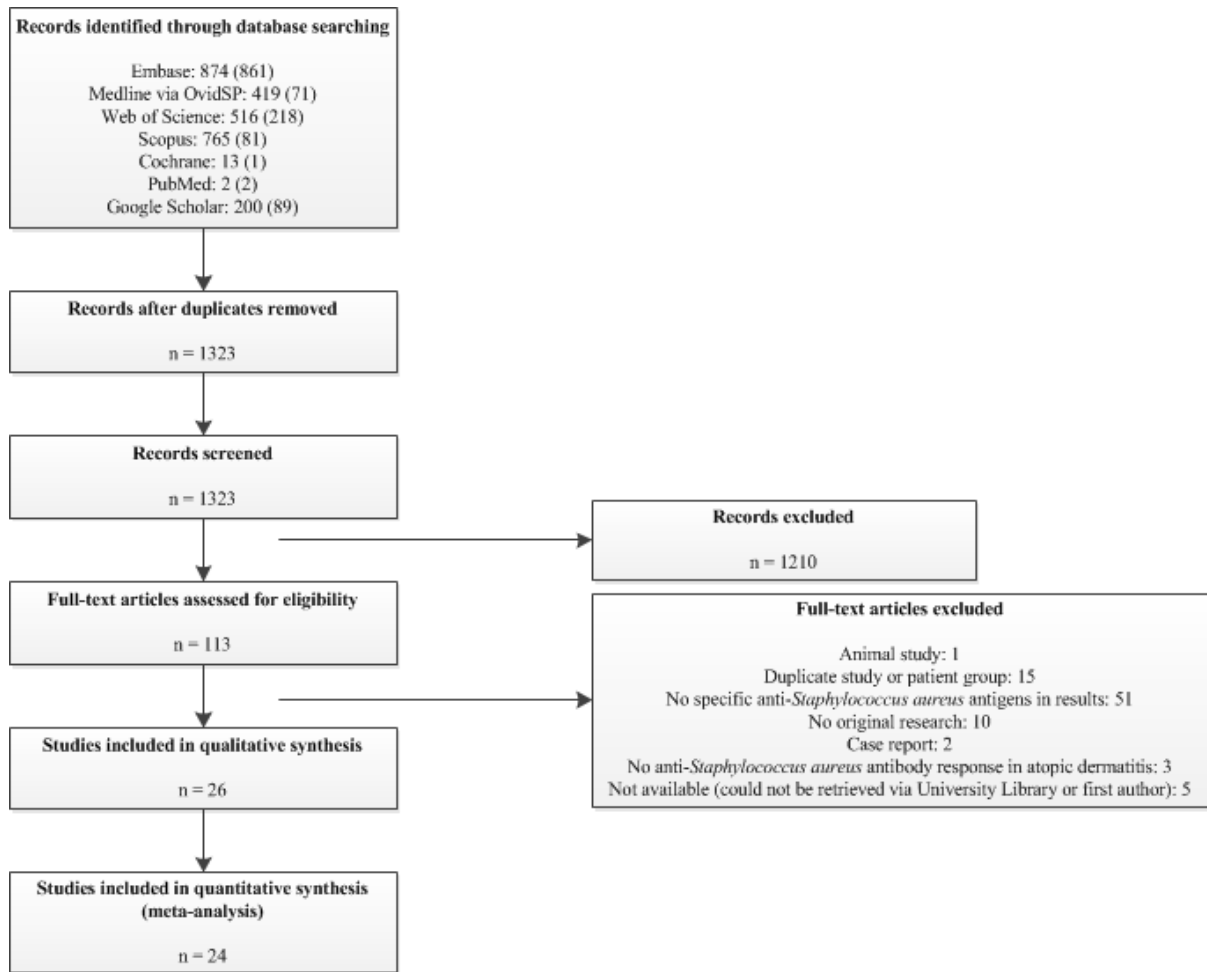 Records identified through database searching
Embase: 874 (861)
Medline via OvidSP: 419 (71)
Web of Science: 516 (218)
Scopus: 765 (81)
Cochrane: 13 (1)
PubMed: 2 (2)
Google Scholar: 200 (89)
Records after duplicates removed
n = 1323
Records screened
n = 1323
Records excluded
n = 1210
Full-text articles assessed for eligibility
n = 113
Full-text articles excluded
Animal study: 1
Duplicate study or patient group: 15
No specific anti-Staphylococcus aureus antigens in results: 51
No original research: 10
Case report: 2
No anti-Staphylococcus aureus antibody response in atopic dermatitis: 3
Not available (could not be retrieved via University Library or first author): 5
Studies included in qualitative synthesis
n = 26
Studies included in quantitative synthesis
(meta-analysis)
n = 24